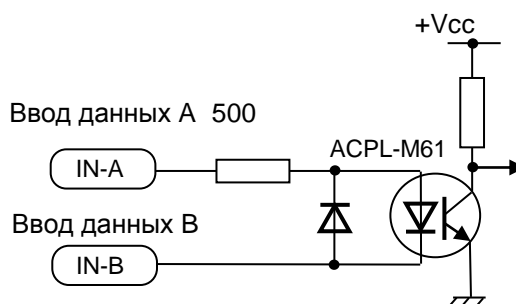 +Vcc
Ввод данных A 500
ACPL-M61
IN-A
Ввод данных B
IN-B